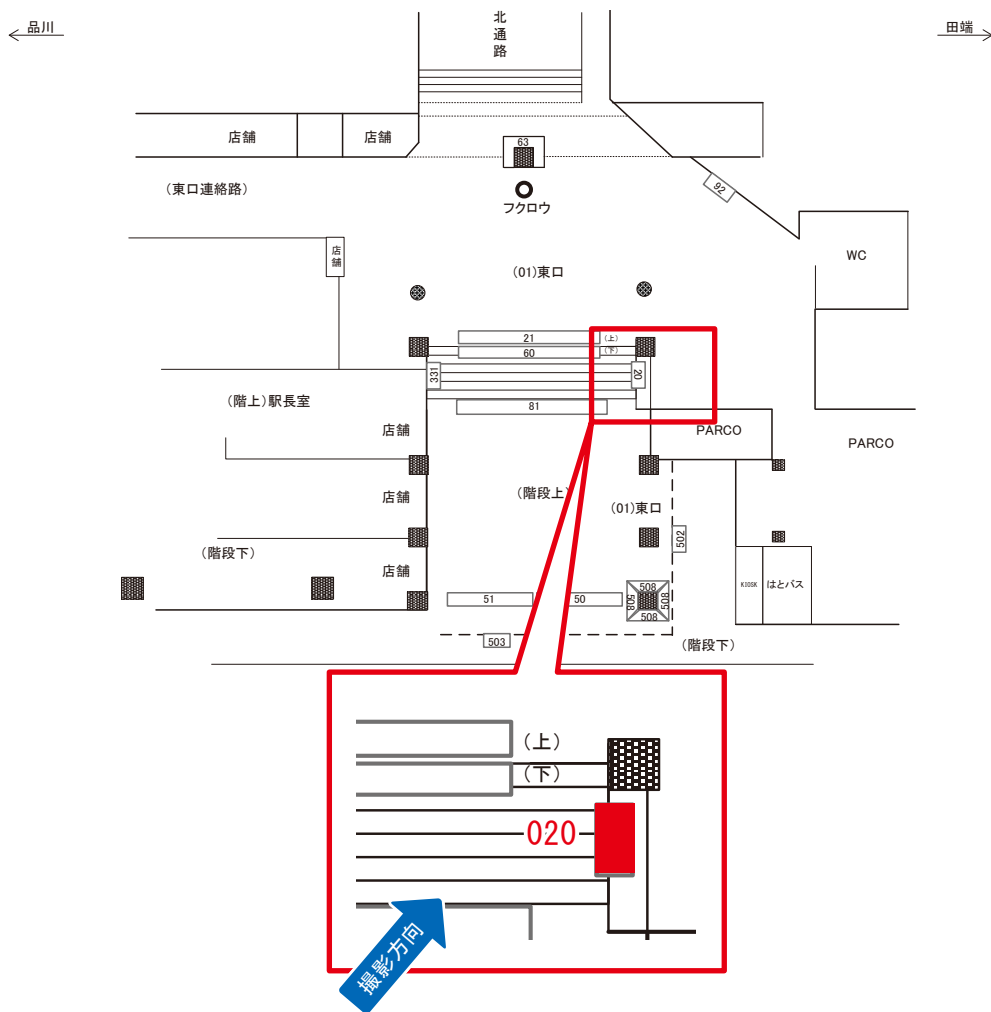 品川
田端
北通路
店舗
店舗
63
92
(東口連絡路)
フクロウ
店舗
WC
(01)東口
21
(上)
60
(下)
331
20
(階上)駅長室
81
店舗
PARCO
PARCO
店舗
(階段上)
(01)東口
502
(階段下)
店舗
KIOSK
はとバス
51
50
508
508
508
508
503
(階段下)
(上)
(下)
020
撮影方向